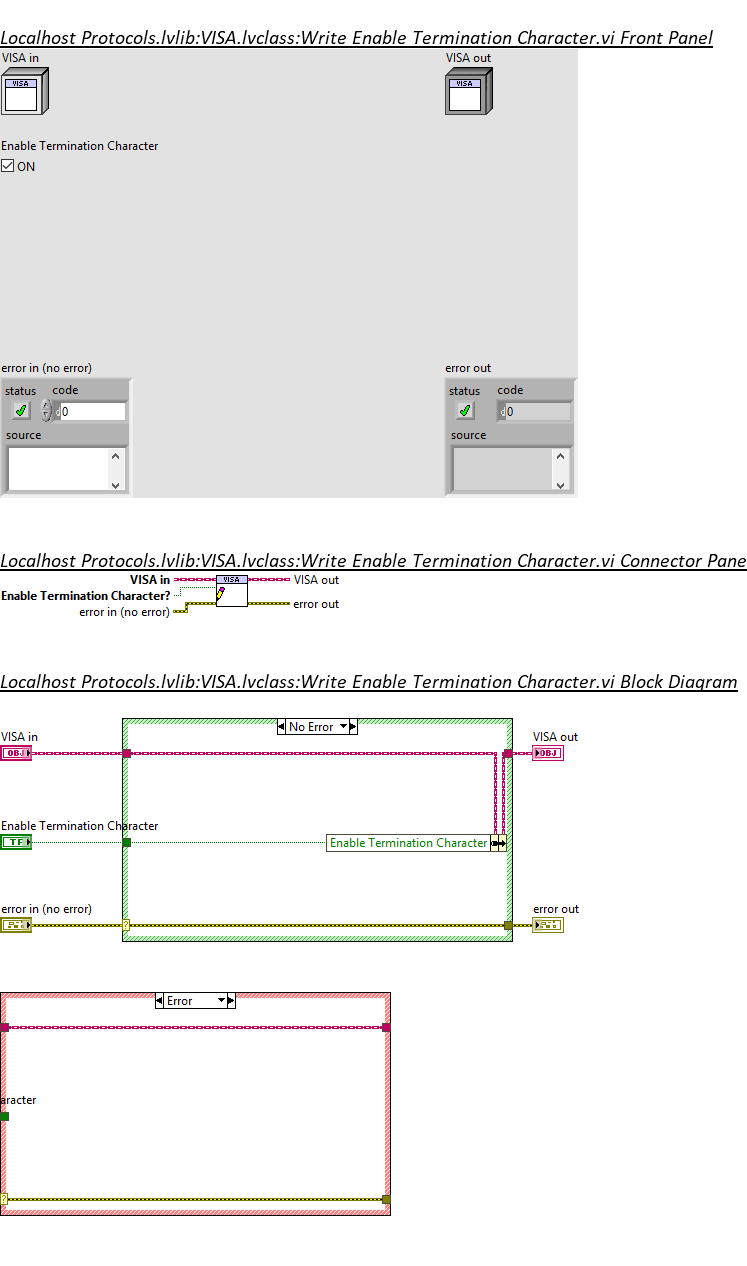 Localhost Protocols.lvlib:VISA.lvclass:Write Enable Termination Character.vi Front Panel
VISA in
VISA out
VISA
VISA
Enable Termination Character
ON
error in (no error)
error out
status code
status code
d 0
d 0
source
source
Localhost Protocols.lvlib:VISA.lvclass:Write Enable Termination Character.vi Connector Pane
VISA in
VISA
VISA out
Enable Termination Character?
error in (no error)
error out
Localhost Protocols.lvlib:VISA.lvclass:Write Enable Termination Character.vi Block Diagram
No Error
VISA in
VISA out
OBJ
OBJ
Enable Termination Character
TF
Enable Termination Character
error in (no error)
error out
?
Error
aracter
?